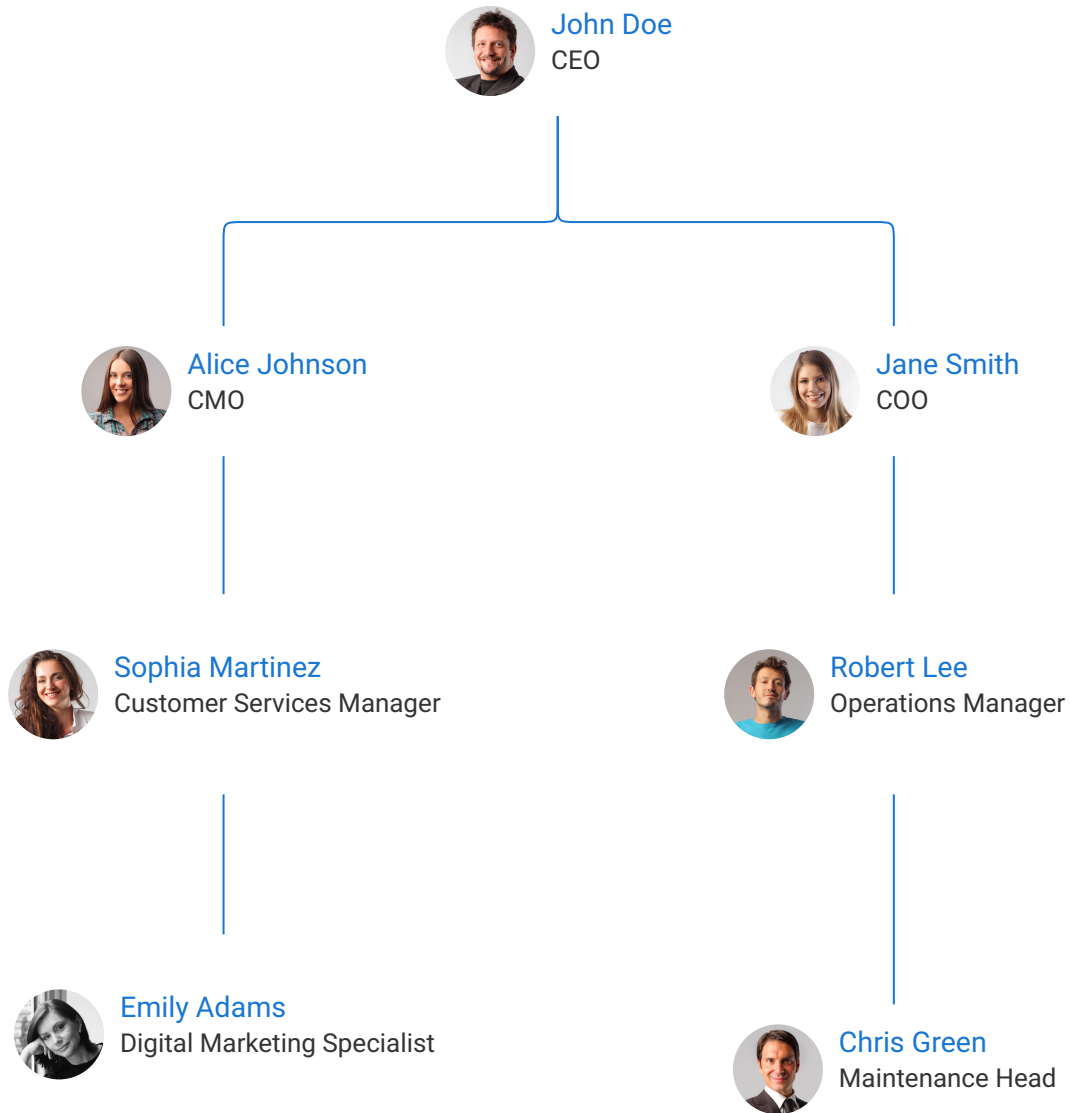 John Doe
CEO
Alice Johnson
CMO
Jane Smith
COO
Sophia Martinez
Customer Services Manager
Robert Lee
Operations Manager
Emily Adams
Digital Marketing Specialist
Chris Green
Maintenance Head